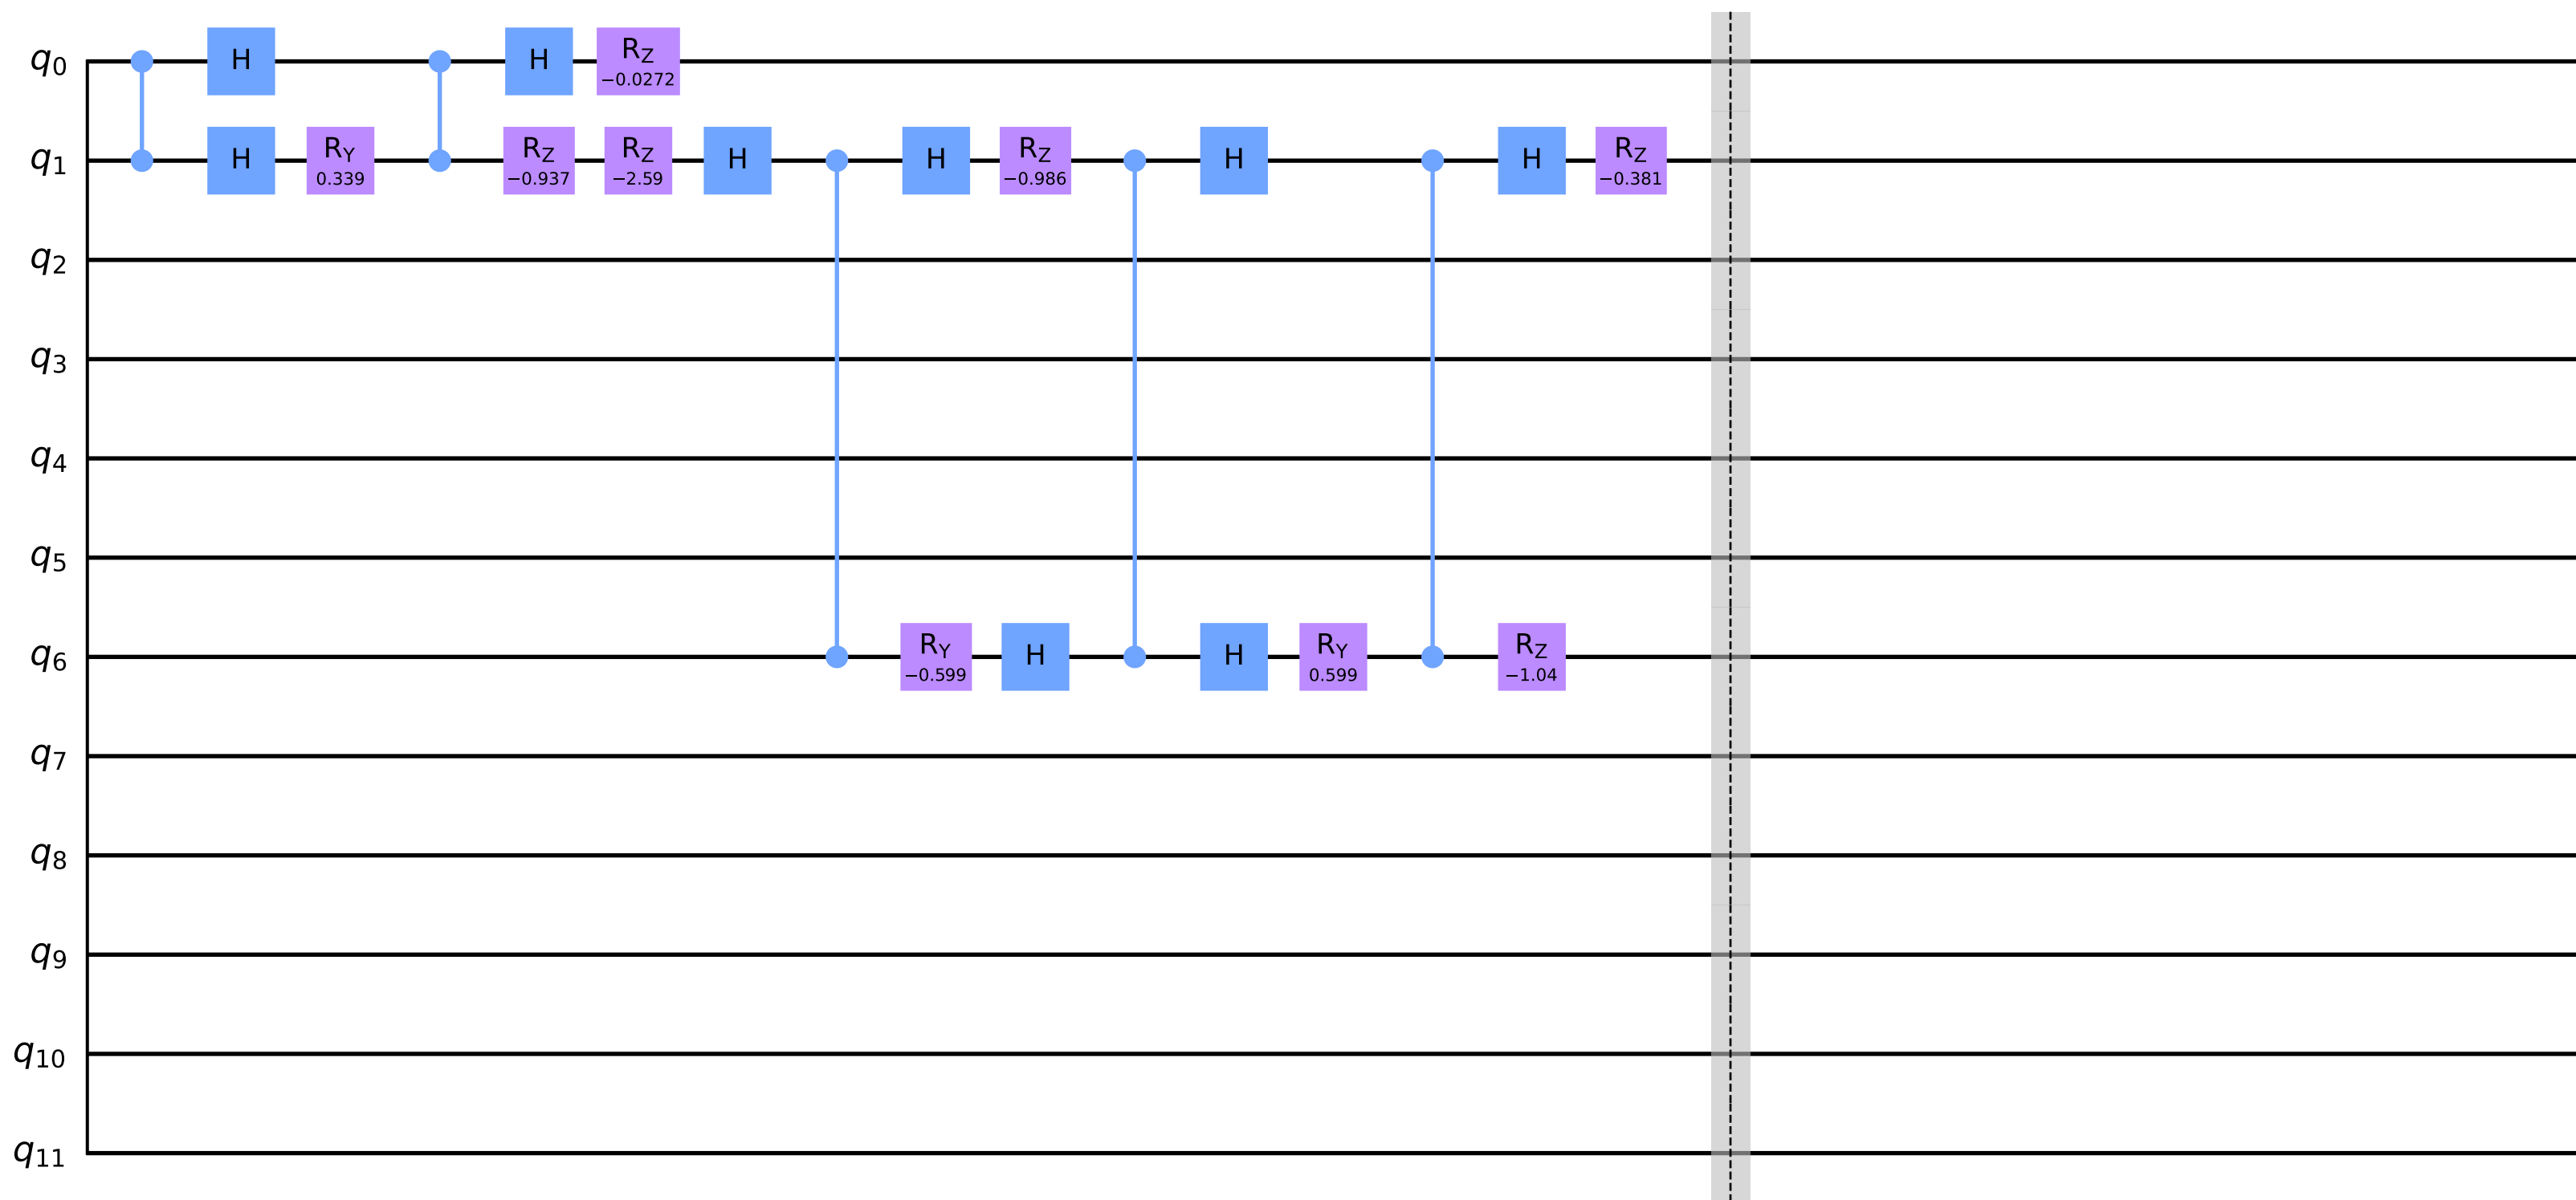 q0 H H RZ −0.0272
q1 H RY 0.339 RZ −0.937 RZ −2.59 H H RZ −0.986 H H RZ −0.381
q2
q3
q4
q5
q6 RY −0.599 H H RY 0.599 RZ −1.04
q7
q8
q9
q10
q11